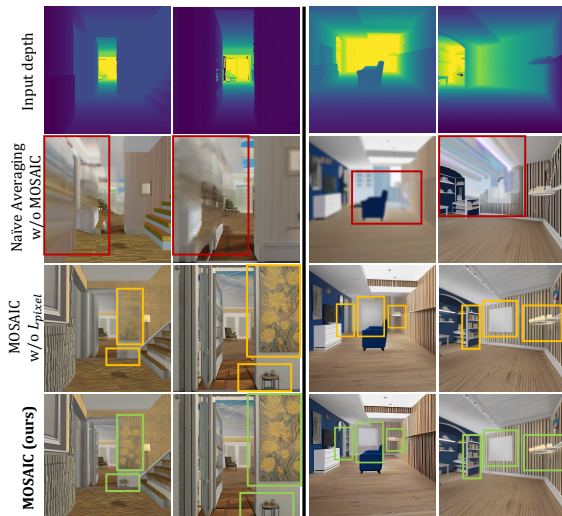 Input depth
Naïve Averaging
w/o MOSAIC
MOSAIC
w/o L_pixel
MOSAIC (ours)